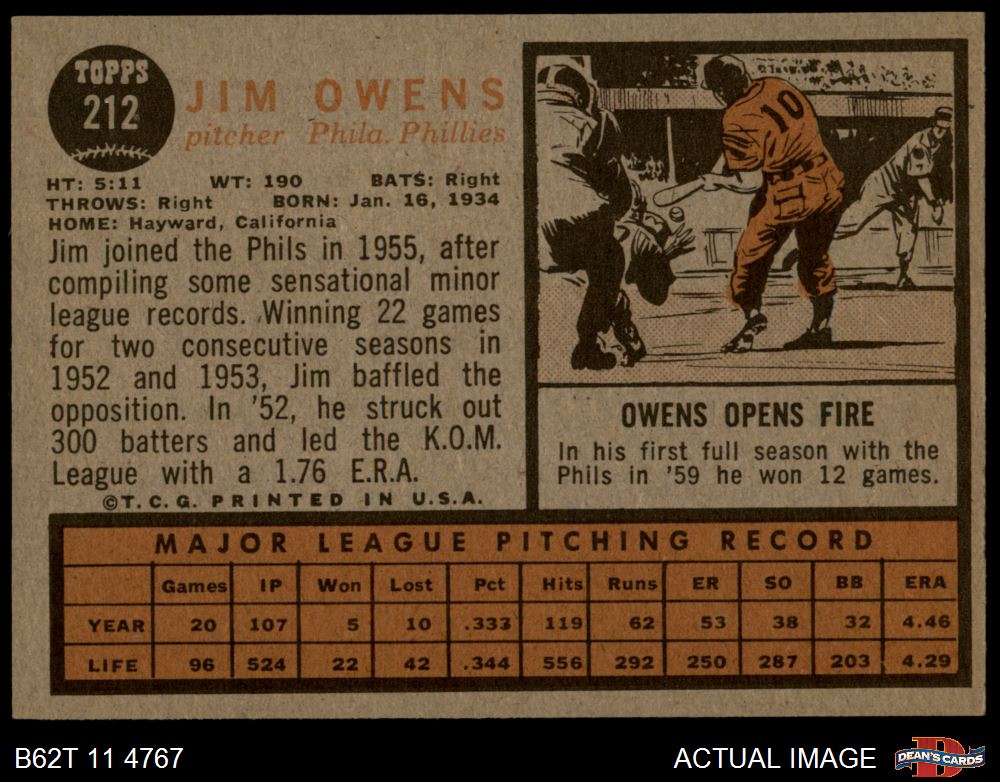 TOPPS
212
JIM OWENS
pitcher Phila. Phillies
HT: 5:11 WT: 190 BATS: Right
THROWS: Right BORN: Jan. 16, 1934
HOME: Hayward, California
Jim joined the Phils in 1955, after
compiling some sensational minor
league records. Winning 22 games
for two consecutive seasons in
1952 and 1953, Jim baffled the
opposition. In '52, he struck out
300 batters and led the K.O.M.
League with a 1.76 E.R.A.
©T.C.G. PRINTED IN U.S.A.
10
OWENS OPENS FIRE
In his first full season with the
Phils in '59 he won 12 games.
MAJOR LEAGUE PITCHING RECORD
Games IP Won Lost Pct Hits Runs ER SO BB ERA
YEAR 20 107 5 10 .333 119 62 53 38 32 4.46
LIFE 96 524 22 42 .344 556 292 250 287 203 4.29
B62T 11 4767
ACTUAL IMAGE
D
DEAN'S CARDS